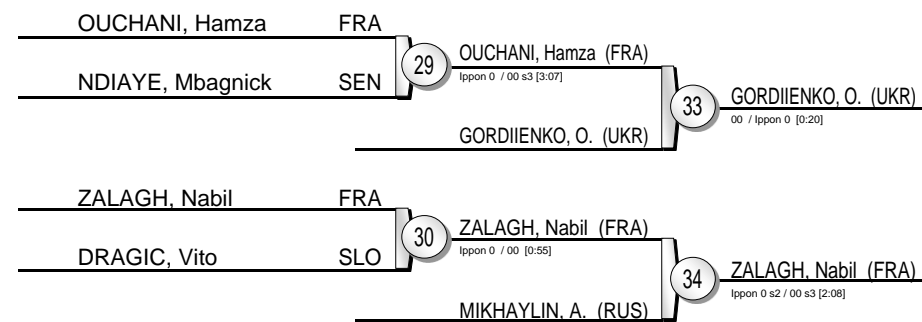 OUCHANI, Hamza FRA
NDIAYE, Mbagnick SEN
29
OUCHANI, Hamza (FRA)
Ippon 0 / 00 s3 [3:07]
GORDIIENKO, O. (UKR)
33
GORDIIENKO, O. (UKR)
00 / Ippon 0 [0:20]
ZALAGH, Nabil FRA
DRAGIC, Vito SLO
30
ZALAGH, Nabil (FRA)
Ippon 0 / 00 [0:55]
MIKHAYLIN, A. (RUS)
34
ZALAGH, Nabil (FRA)
Ippon 0 s2 / 00 s3 [2:08]